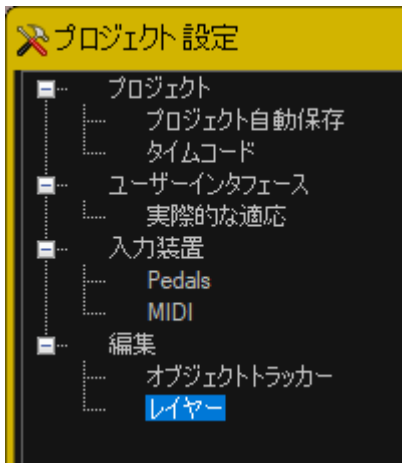 プロジェクト 設定
プロジェクト
プロジェクト自動保存
タイムコード
ユーザーインタフェース
実際的な適応
入力装置
Pedals
MIDI
編集
オブジェクトトラッカー
レイヤー